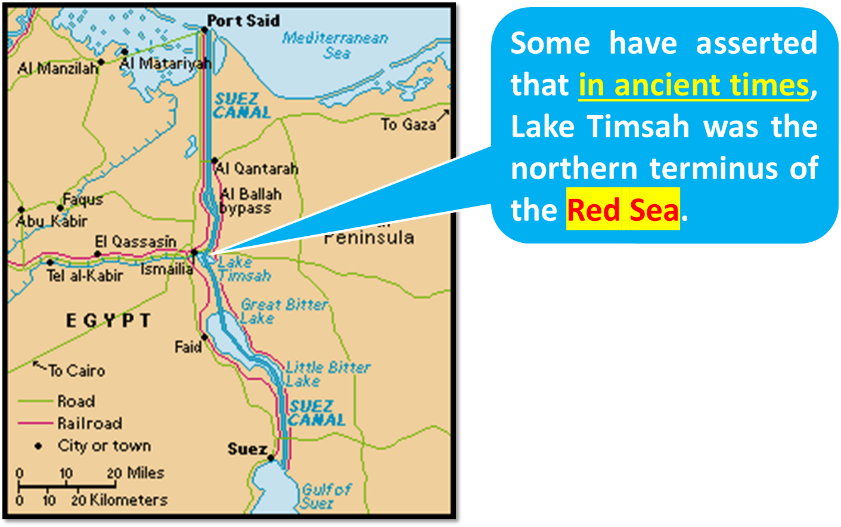 Port Said
Mediterranean
Sea
Al Manzilah
Al Matariyah
SUEZ
CANAL
To Gaza
Al Qantarah
Al Ballah
bypass
Faqus
Abu Kabir
Peninsula
El Qassasin
Ismailia
Lake
Timsah
Tel al-Kabir
Great Bitter
Lake
EGYPT
Faid
To Cairo
Little Bitter
Lake
Road
Railroad
City or town
SUEZ
CANAL
Suez
0 10 20 Miles
0 10 20 Kilometers
Gulf of
Suez
Some have asserted
that in ancient times,
Lake Timsah was the
northern terminus of
the Red Sea.